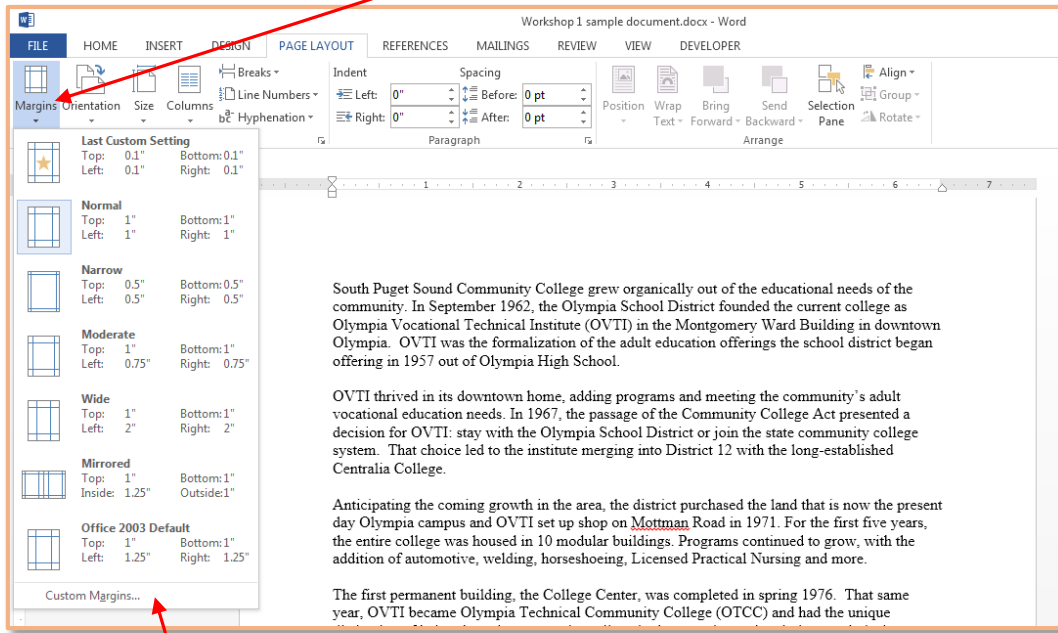 Workshop 1 sample document.docx - Word
FILE HOME INSERT DESIGN PAGE LAYOUT REFERENCES MAILINGS REVIEW VIEW DEVELOPER
Margins Orientation Size Columns
Breaks
Line Numbers
Hyphenation
Indent Spacing
Left: 0" Before: 0 pt
Right: 0" After: 0 pt
Paragraph
Position Wrap Text Bring Forward Send Backward Selection Pane
Align
Group
Rotate
Arrange
Last Custom Setting
Top: 0.1" Bottom: 0.1"
Left: 0.1" Right: 0.1"
Normal
Top: 1" Bottom: 1"
Left: 1" Right: 1"
Narrow
Top: 0.5" Bottom: 0.5"
Left: 0.5" Right: 0.5"
Moderate
Top: 1" Bottom: 1"
Left: 0.75" Right: 0.75"
Wide
Top: 1" Bottom: 1"
Left: 2" Right: 2"
Mirrored
Top: 1" Bottom: 1"
Inside: 1.25" Outside: 1"
Office 2003 Default
Top: 1" Bottom: 1"
Left: 1.25" Right: 1.25"
Custom Margins...
1 2 3 4 5 6 7
South Puget Sound Community College grew organically out of the educational needs of the
community. In September 1962, the Olympia School District founded the current college as
Olympia Vocational Technical Institute (OVTI) in the Montgomery Ward Building in downtown
Olympia. OVTI was the formalization of the adult education offerings the school district began
offering in 1957 out of Olympia High School.
OVTI thrived in its downtown home, adding programs and meeting the community's adult
vocational education needs. In 1967, the passage of the Community College Act presented a
decision for OVTI: stay with the Olympia School District or join the state community college
system. That choice led to the institute merging into District 12 with the long-established
Centralia College.
Anticipating the coming growth in the area, the district purchased the land that is now the present
day Olympia campus and OVTI set up shop on Mottman Road in 1971. For the first five years,
the entire college was housed in 10 modular buildings. Programs continued to grow, with the
addition of automotive, welding, horseshoeing, Licensed Practical Nursing and more.
The first permanent building, the College Center, was completed in spring 1976. That same
year, OVTI became Olympia Technical Community College (OTCC) and had the unique